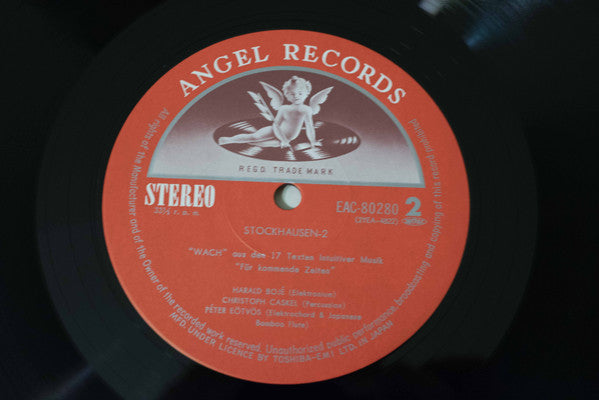 ANGEL RECORDS
REGD. TRADE MARK
STEREO
33⅓ r. p. m.
EAC-80280 2
(2YEA-4822)
STOCKHAUSEN-2
"WACH" aus den 17 Texten Intuitiver Musik
"Für kommende Zeiten"
HARALD BOJÉ (Elektronium)
CHRISTOPH CASKEL (Percussion)
PÉTER EÖTVÖS (Elektrochord & Japanese
Bamboo Flute)
All rights of the Manufacturer and of the Owner of the recorded work reserved. Unauthorized public performance, broadcasting and copying of this record prohibited
MFD. UNDER LICENCE BY TOSHIBA-EMI LTD. IN JAPAN